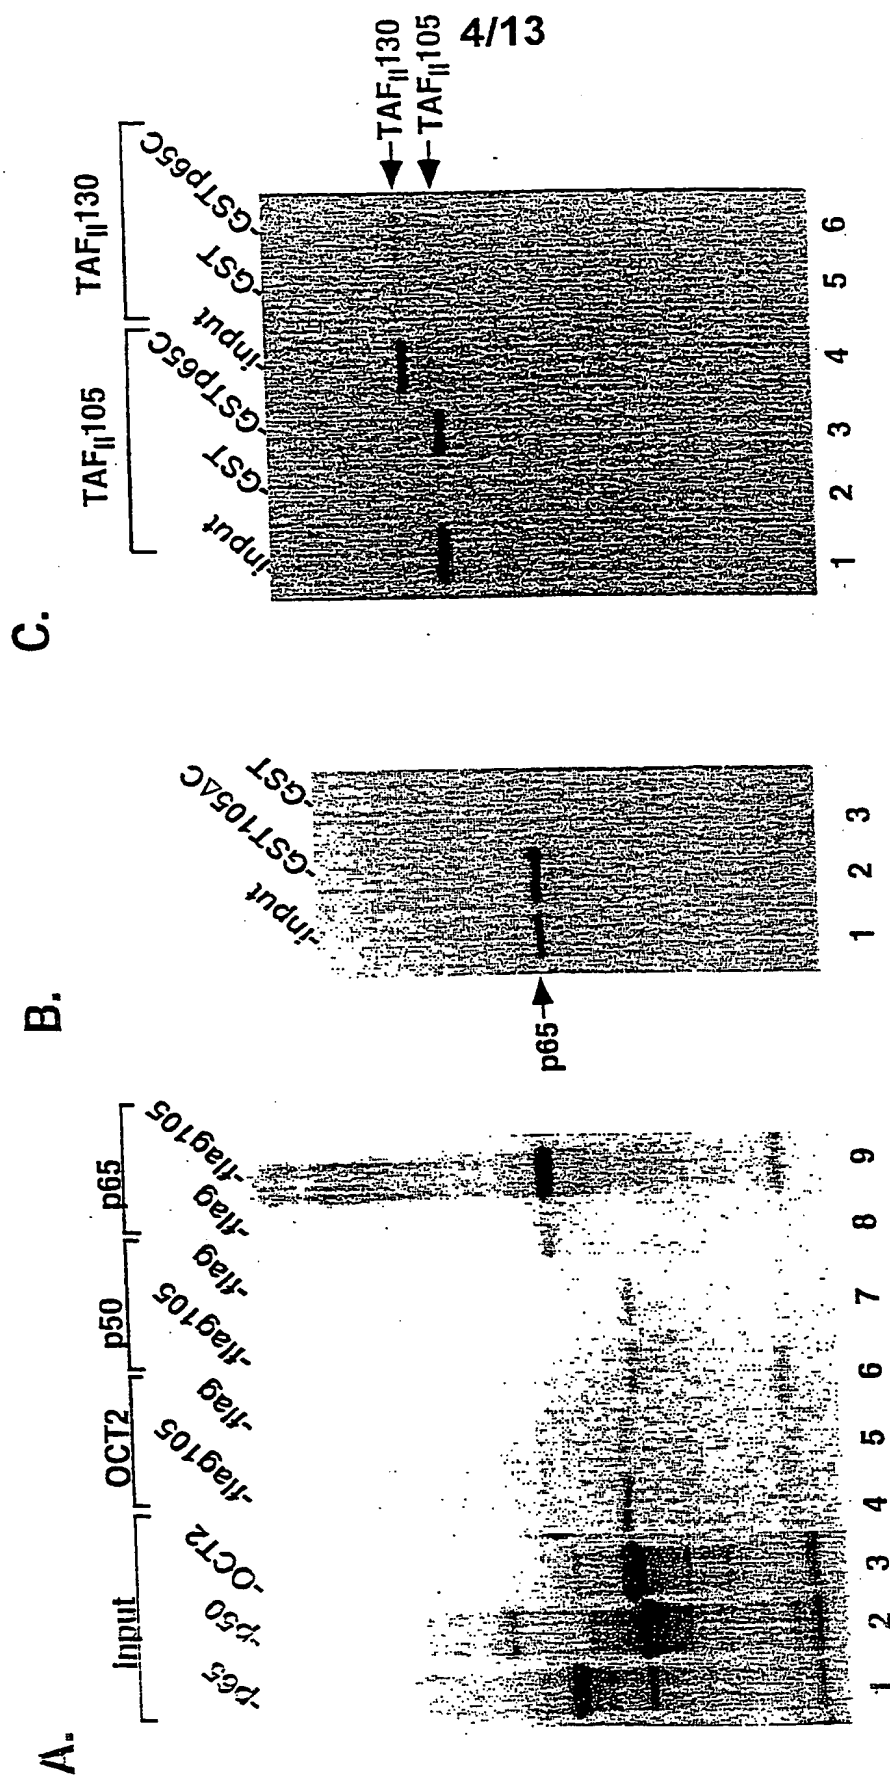 4/13
A.
Input
OCT2
p50
p65
-p65
-p50
-OCT2
-flag105
-flag
-flag105
-flag
-flag
-flag105
1 2 3 4 5 6 7 8 9
B.
-input
-GST105ΔC
-GST
p65-
1 2 3
C.
TAFII105
TAFII130
-input
-GST
-GSTp65C
-input
-GST
-GSTp65C
-TAFII130
-TAFII105
1 2 3 4 5 6